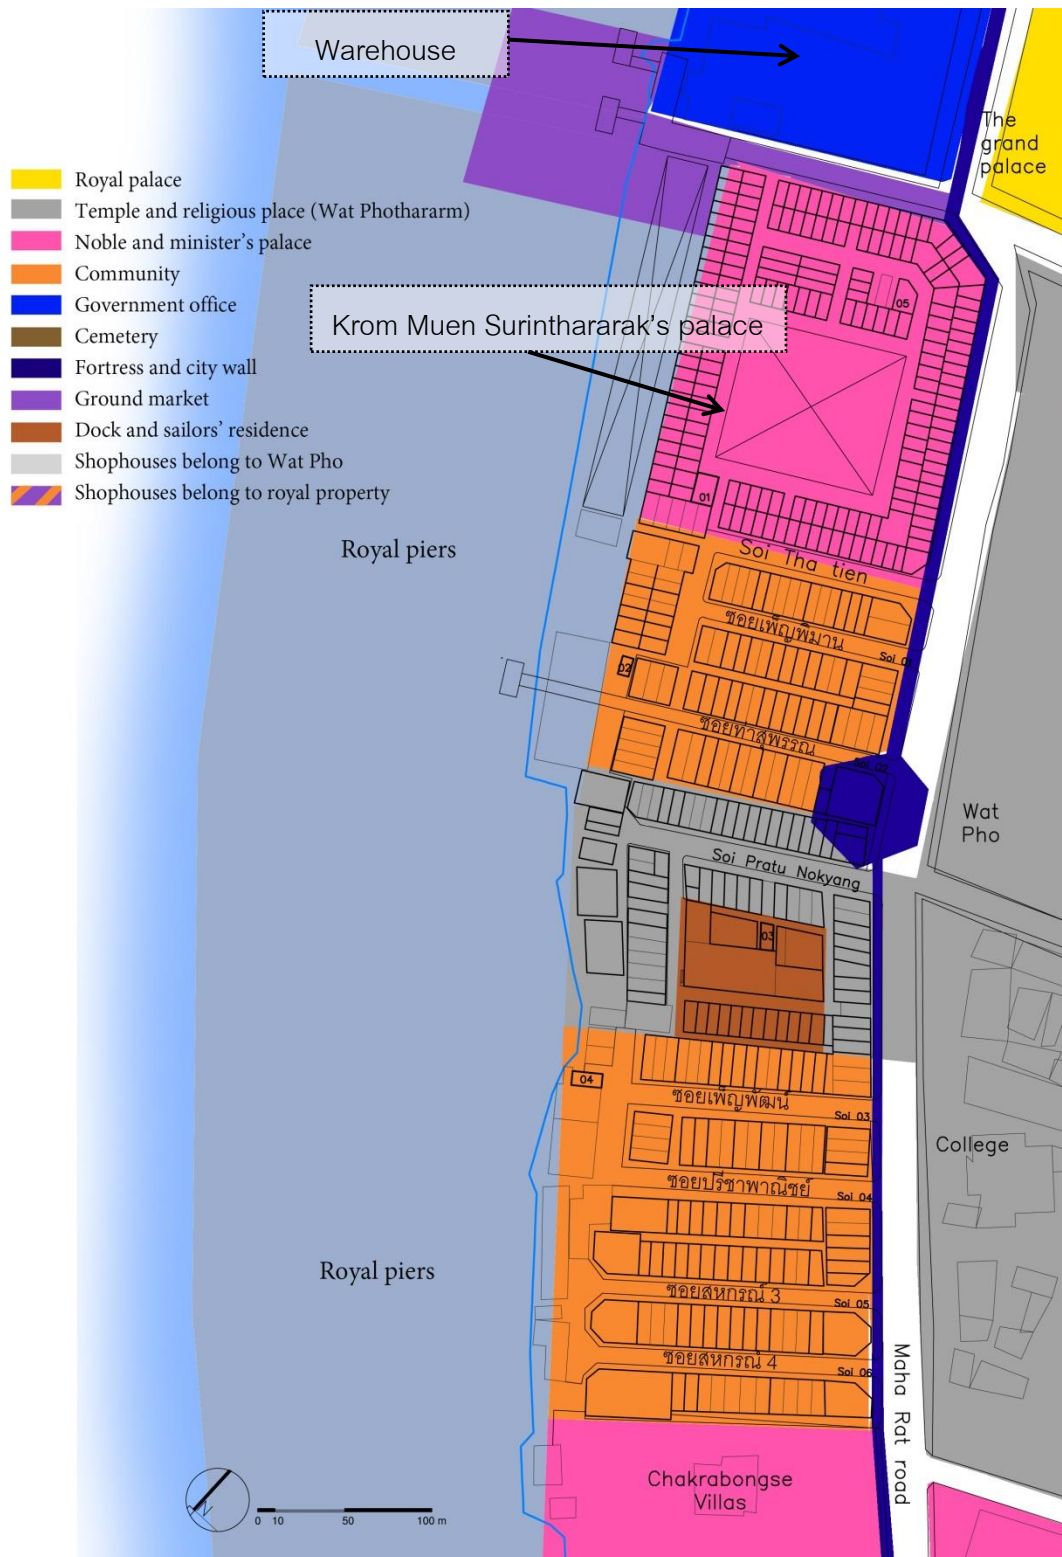 Warehouse
The
grand
palace
Royal palace
Temple and religious place (Wat Photharam)
Noble and minister's palace
Community
Government office
Cemetery
Fortress and city wall
Ground market
Dock and sailors' residence
Shophouses belong to Wat Pho
Shophouses belong to royal property
05
Krom Muen Surinthararak's palace
01
Royal piers
Soi Tha tien
ซอยเพ็ญพิมาน
02
ซอยท่าสุพรรณ
Soi 02
Wat
Pho
Soi Pratu Nokyang
03
04
ซอยเพ็ญพัฒน์
Soi 03
College
ซอยปรีชาพาณิชย์
Soi 04
Royal piers
ซอยสหกรณ์ 3
Soi 05
ซอยสหกรณ์ 4
Soi 06
Maha Rat road
Chakrabongse
Villas
N
0 10 50 100 m